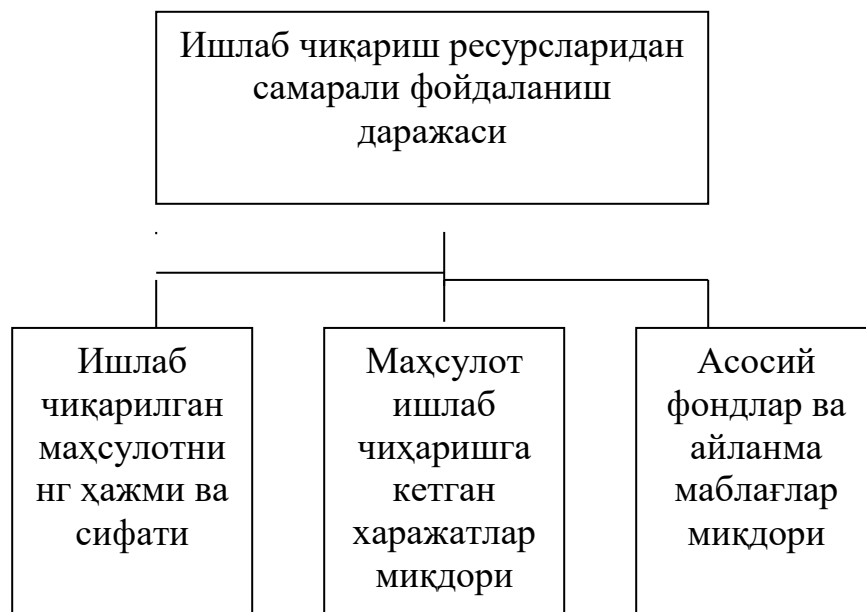 Ишлаб чиқариш ресурсларидан
самарали фойдаланиш
даражаси
Ишлаб
чиқарилган
маҳсулотни
нг ҳажми ва
сифати
Маҳсулот
ишлаб
чиҳаришга
кетган
харажатлар
миқдори
Асосий
фондлар ва
айланма
маблағлар
миқдори